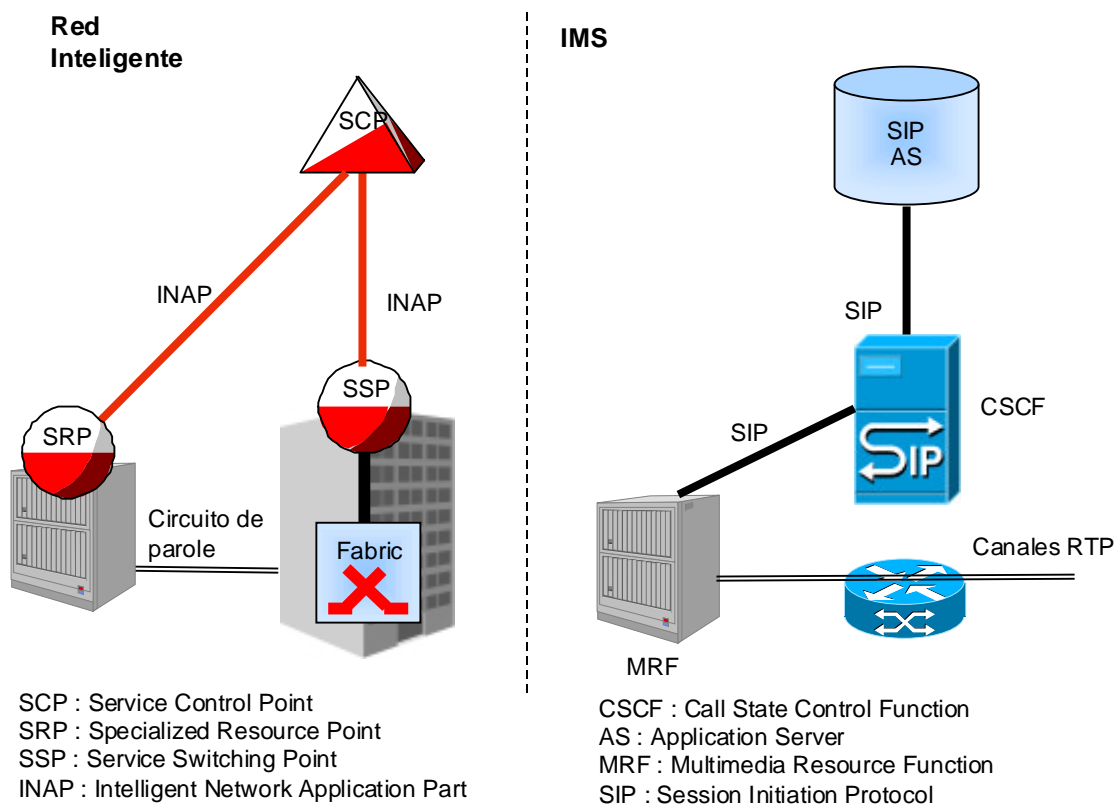 Red
Inteligente
SCP
INAP
INAP
SSP
SRP
Circuito de
parole
Fabric
SCP : Service Control Point
SRP : Specialized Resource Point
SSP : Service Switching Point
INAP : Intelligent Network Application Part
IMS
SIP
AS
SIP
CSCF
SIP
SIP
Canales RTP
MRF
CSCF : Call State Control Function
AS : Application Server
MRF : Multimedia Resource Function
SIP : Session Initiation Protocol